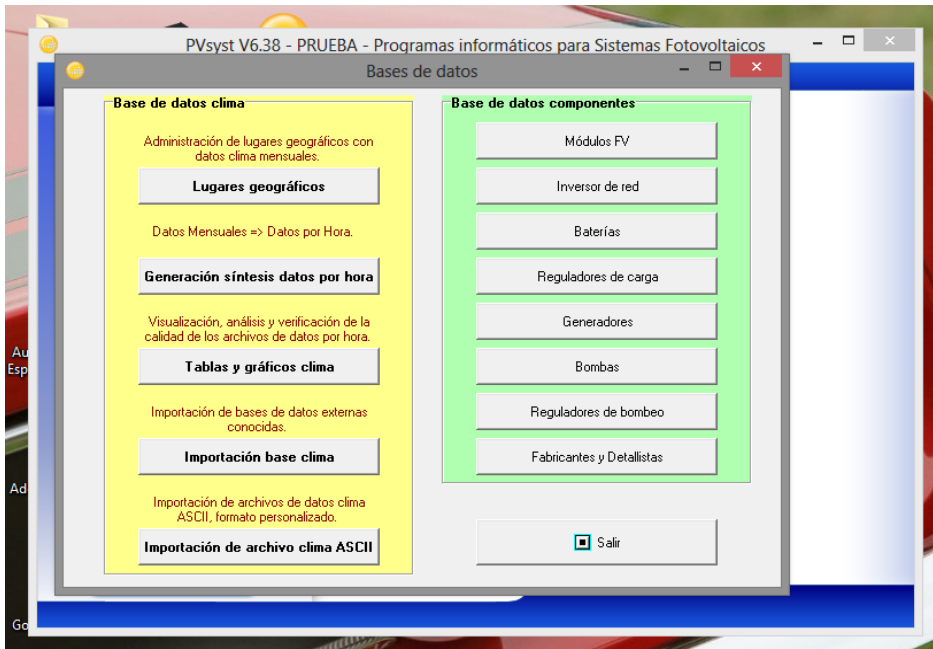 PVsyst V6.38 - PRUEBA - Programas informáticos para Sistemas Fotovoltaicos
Bases de datos
Base de datos clima
Administración de lugares geográficos con
datos clima mensuales.
Lugares geográficos
Datos Mensuales => Datos por Hora.
Generación síntesis datos por hora
Visualización, análisis y verificación de la
calidad de los archivos de datos por hora.
Tablas y gráficos clima
Importación de bases de datos externas
conocidas.
Importación base clima
Importación de archivos de datos clima
ASCII, formato personalizado.
Importación de archivo clima ASCII
Base de datos componentes
Módulos FV
Inversor de red
Baterías
Reguladores de carga
Generadores
Bombas
Reguladores de bombeo
Fabricantes y Detallistas
Salir
Au
Esp
Ad
Go